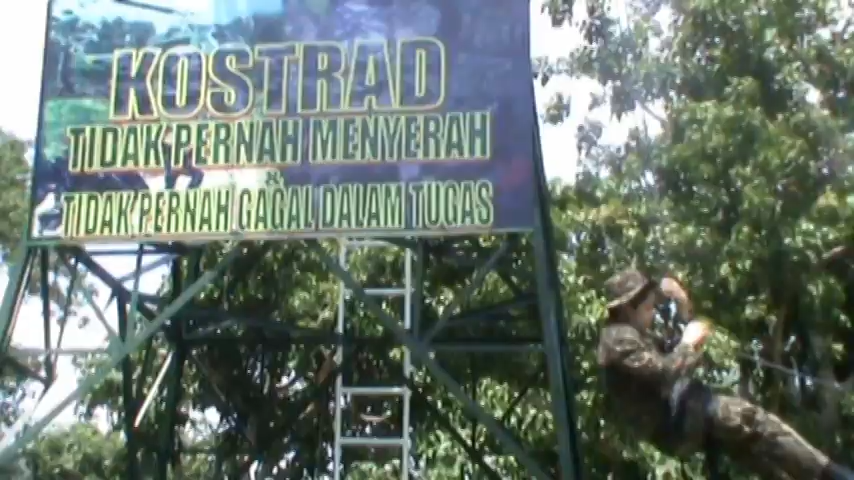 KOSTRAD
TIDAK PERNAH MENYERAH
&
TIDAK PERNAH GAGAL DALAM TUGAS